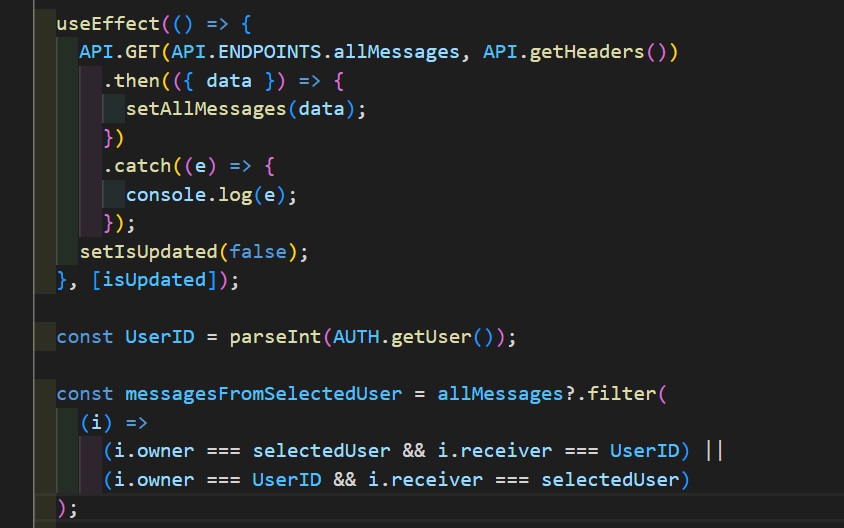 useEffect(() => {
API.GET(API.ENDPOINTS.allMessages, API.getHeaders())
.then(({ data }) => {
setAllMessages(data);
})
.catch((e) => {
console.log(e);
});
setIsUpdated(false);
}, [isUpdated]);
const UserID = parseInt(AUTH.getUser());
const messagesFromSelectedUser = allMessages?.filter(
(i) =>
(i.owner === selectedUser && i.receiver === UserID) ||
(i.owner === UserID && i.receiver === selectedUser)
);